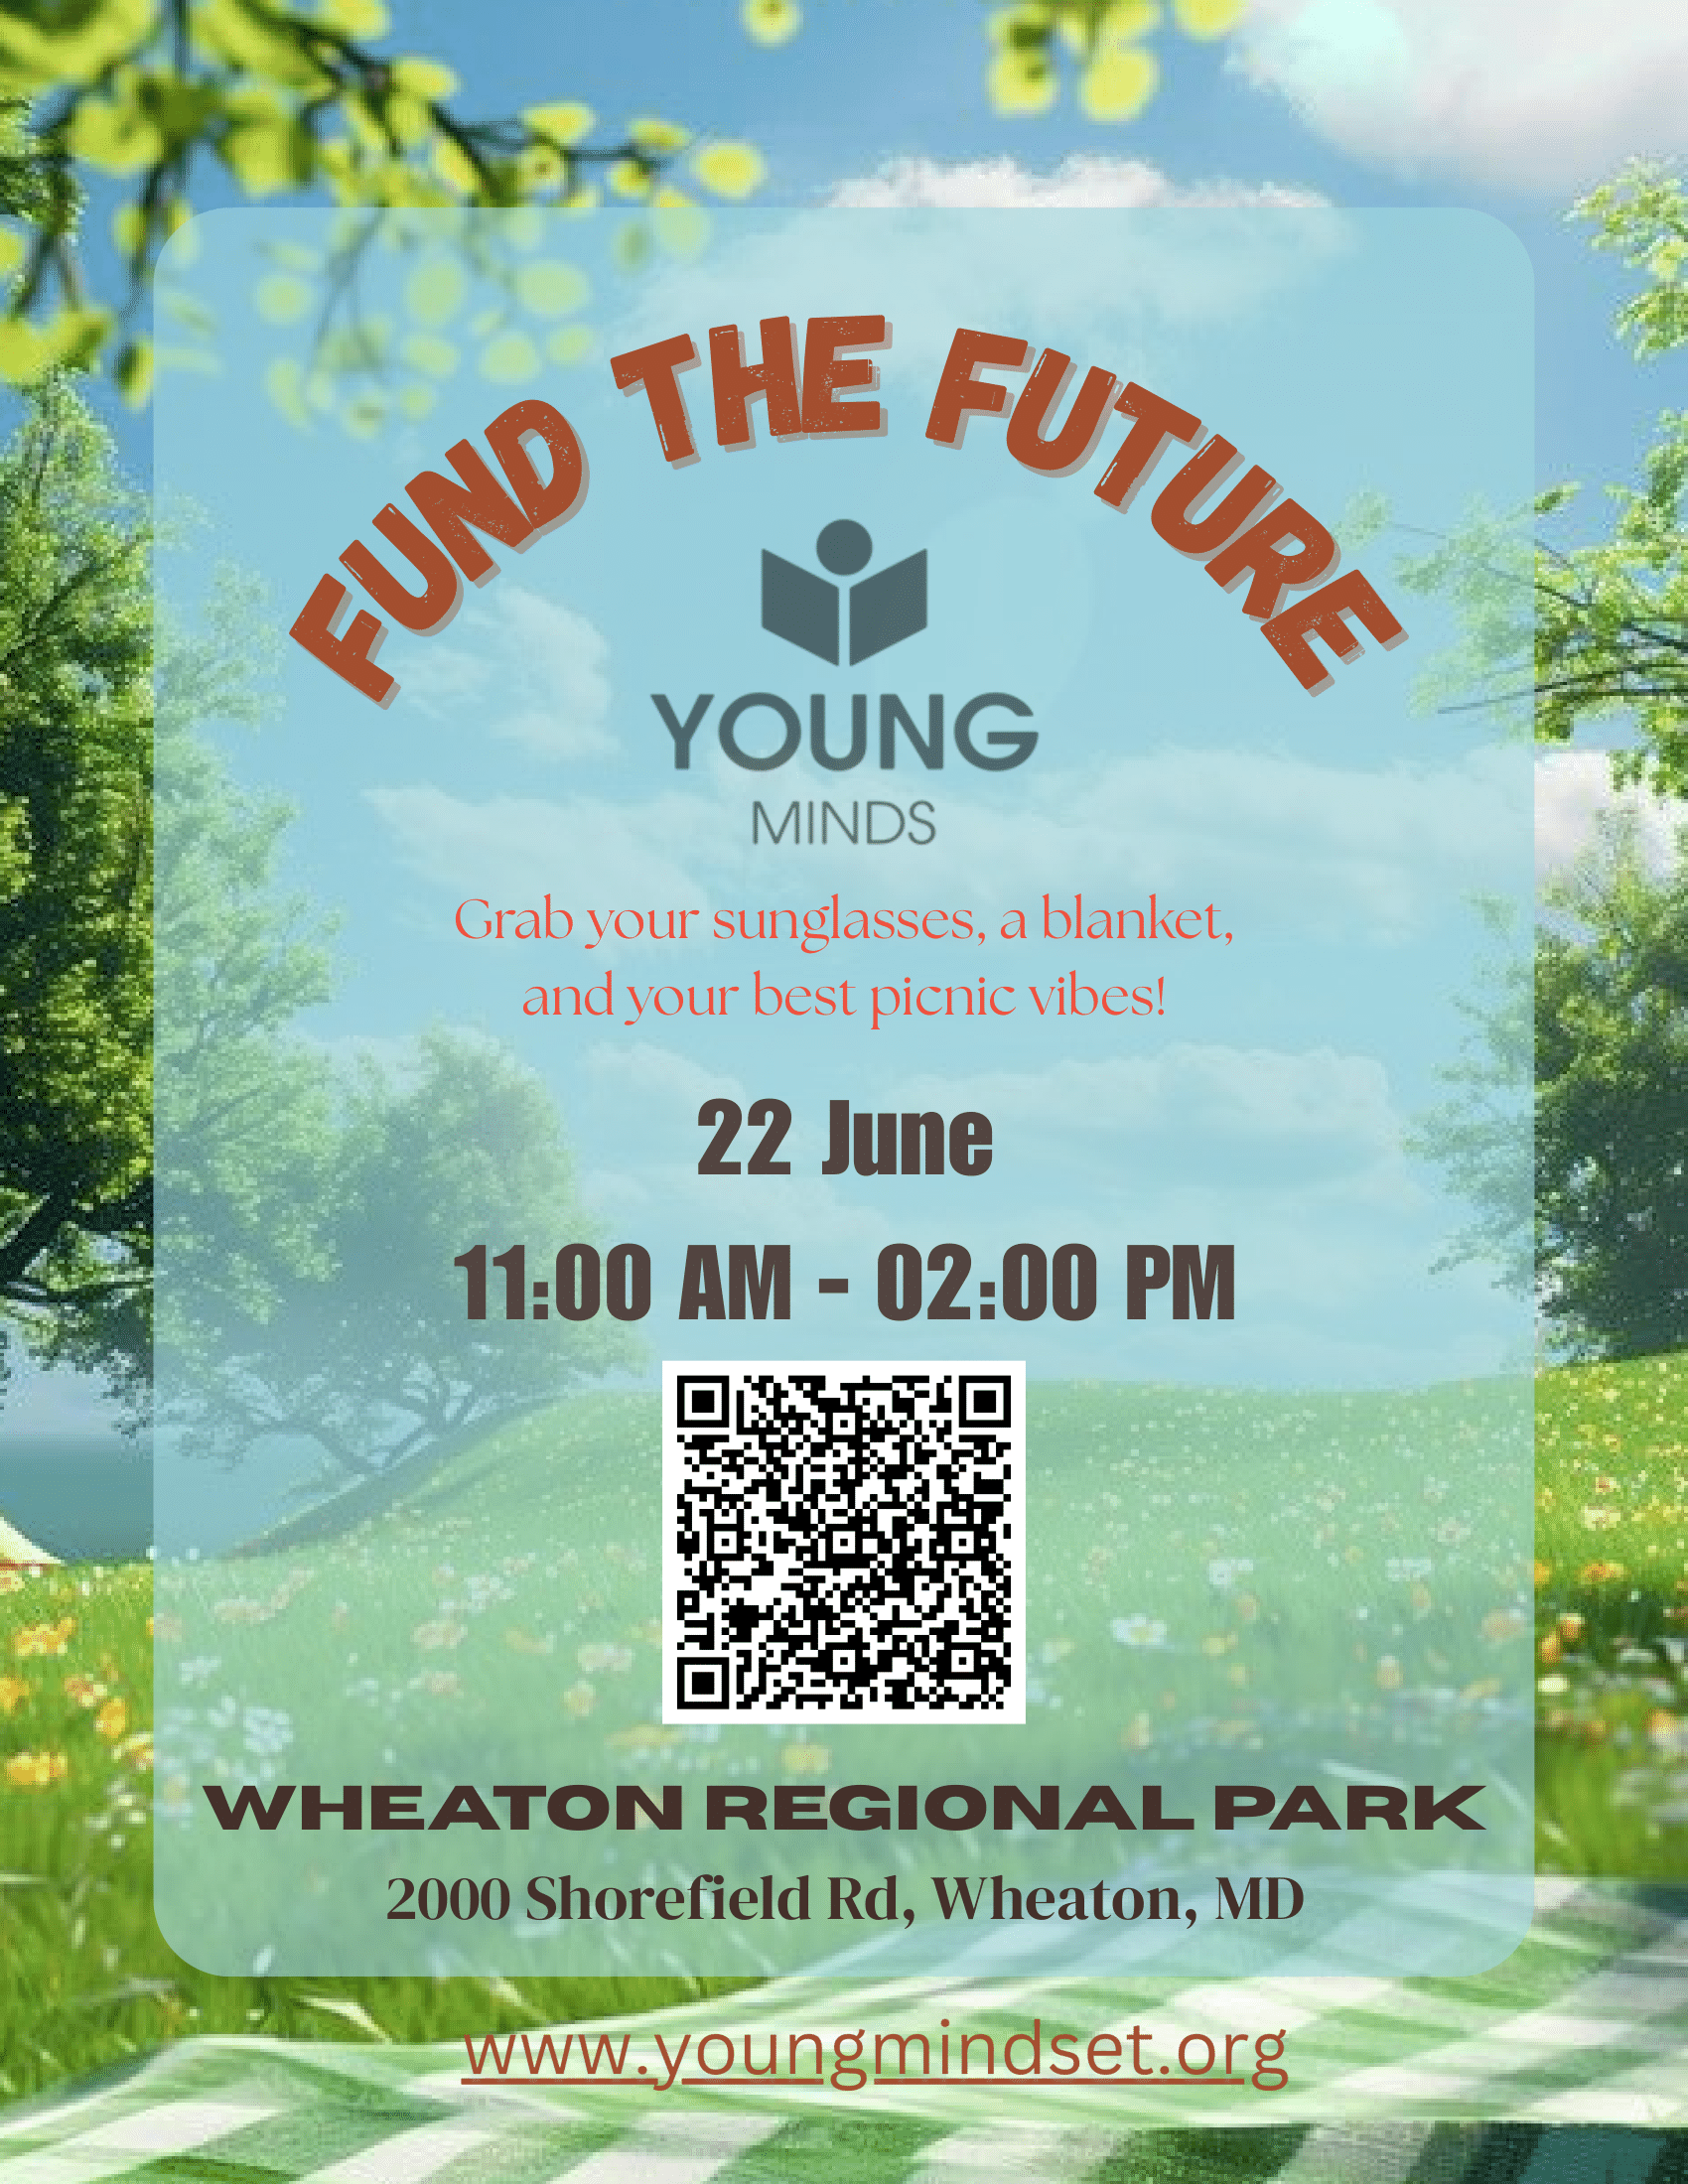 FUND THE FUTURE
YOUNG
MINDS
Grab your sunglasses, a blanket,
and your best picnic vibes!
22 June
11:00 AM - 02:00 PM
WHEATON REGIONAL PARK
2000 Shorefield Rd, Wheaton, MD
www.youngmindset.org